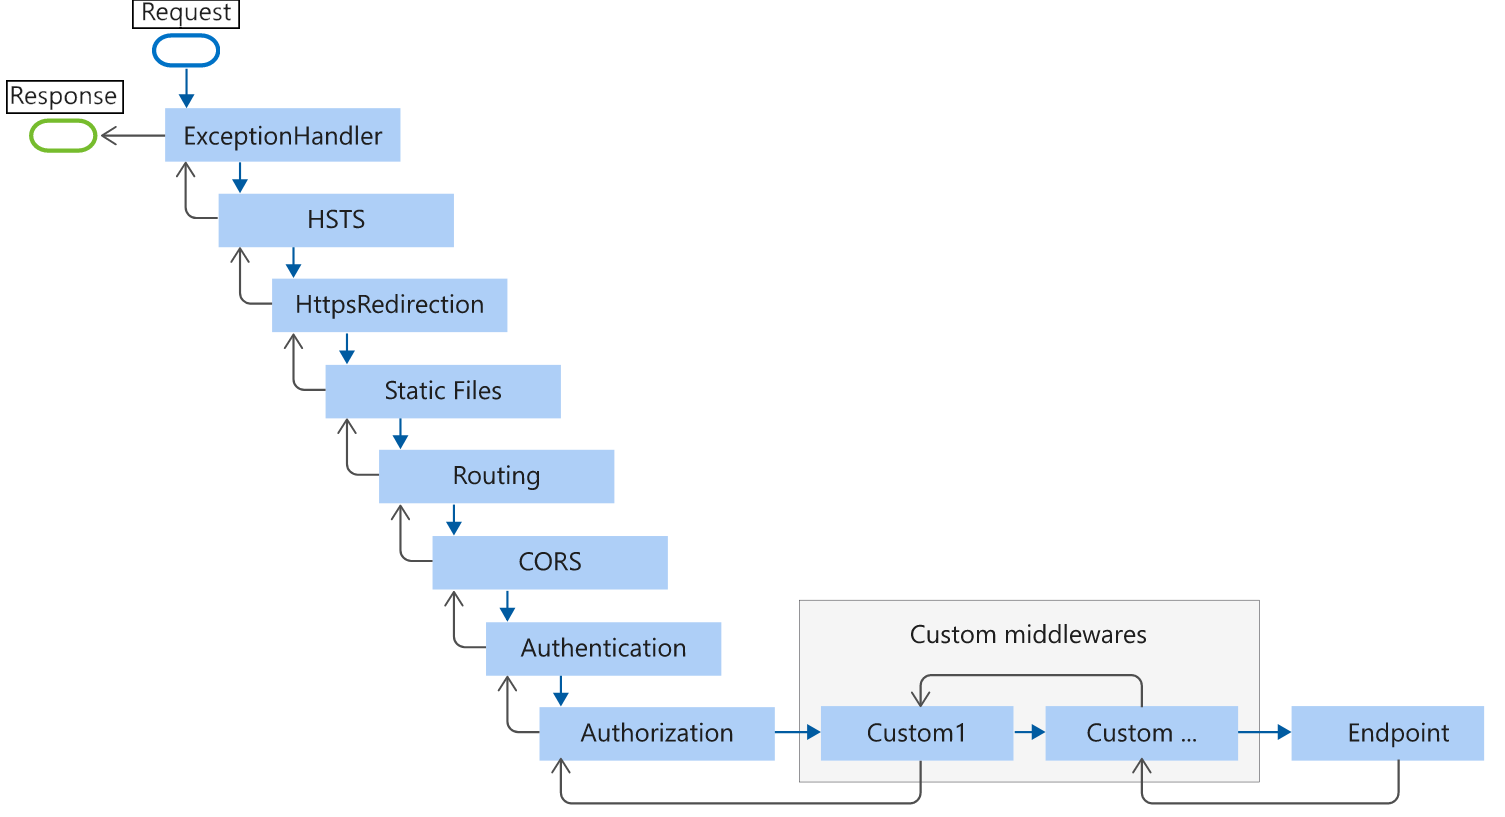 Request
Response
ExceptionHandler
HSTS
HttpsRedirection
Static Files
Routing
CORS
Authentication
Custom middlewares
Authorization
Custom1
Custom ...
Endpoint